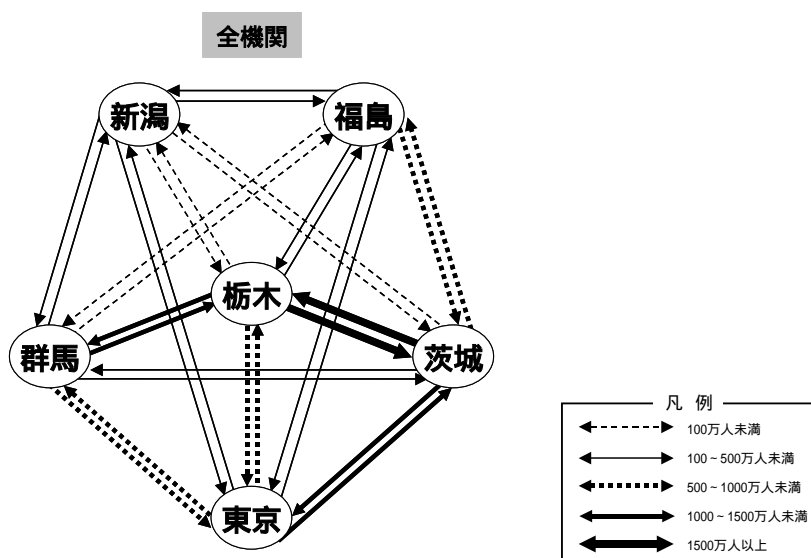 全機関
新潟
福島
栃木
群馬
茨城
東京
凡 例
100万人未満
100~500万人未満
500~1000万人未満
1000~1500万人未満
1500万人以上